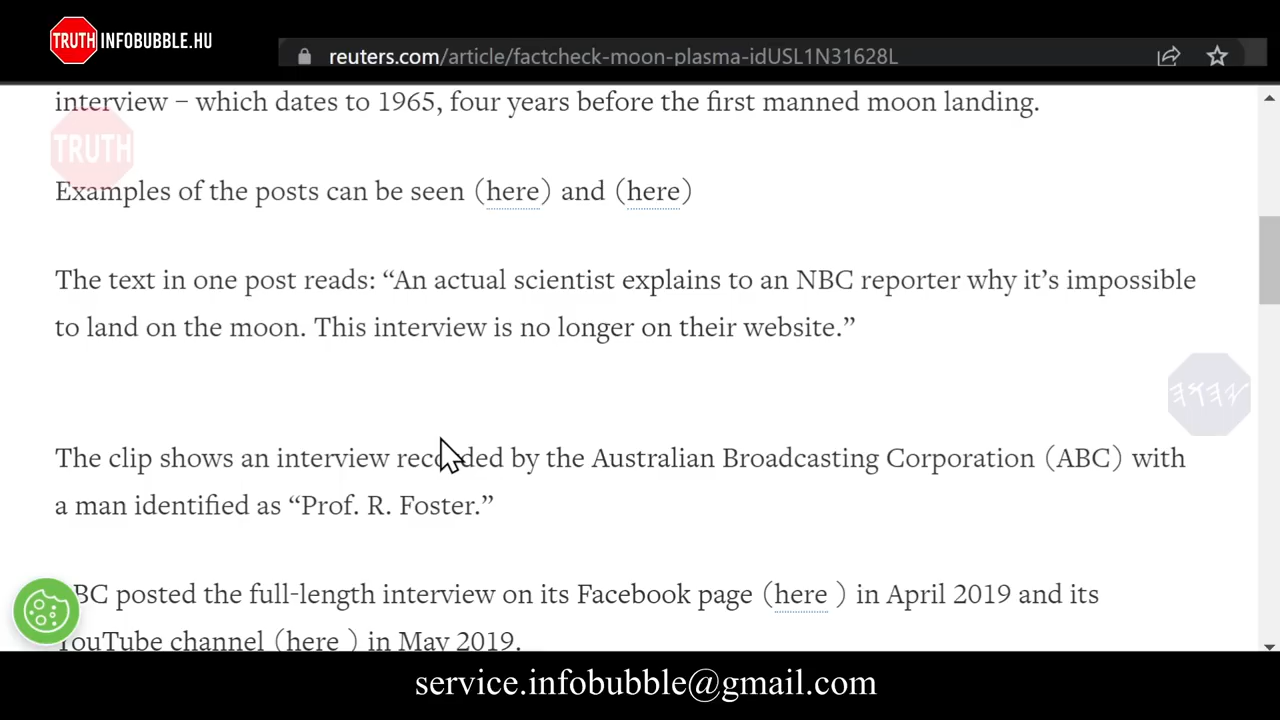 TRUTH INFOBUBBLE.HU
reuters.com/article/factcheck-moon-plasma-idUSL1N31628L
interview – which dates to 1965, four years before the first manned moon landing.
TRUTH
Examples of the posts can be seen (here) and (here)
The text in one post reads: “An actual scientist explains to an NBC reporter why it’s impossible
to land on the moon. This interview is no longer on their website.”
𐤉𐤄𐤅𐤄
The clip shows an interview recorded by the Australian Broadcasting Corporation (ABC) with
a man identified as “Prof. R. Foster.”
BC posted the full-length interview on its Facebook page (here ) in April 2019 and its
YouTube channel (here ) in May 2019.
service.infobubble@gmail.com